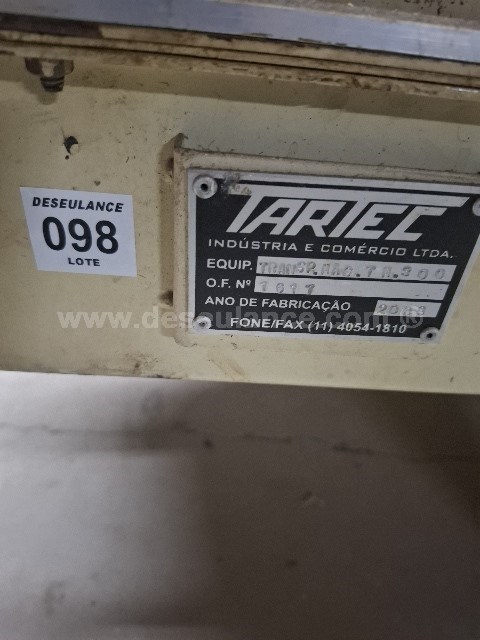 DESEULANCE
098
LOTE
TARTEC
INDÚSTRIA E COMÉRCIO LTDA.
EQUIP. TRANSP.
O.F. Nº
ANO DE FABRICAÇÃO
FONE/FAX (11) 4054-1810
www.deseulance.com ®